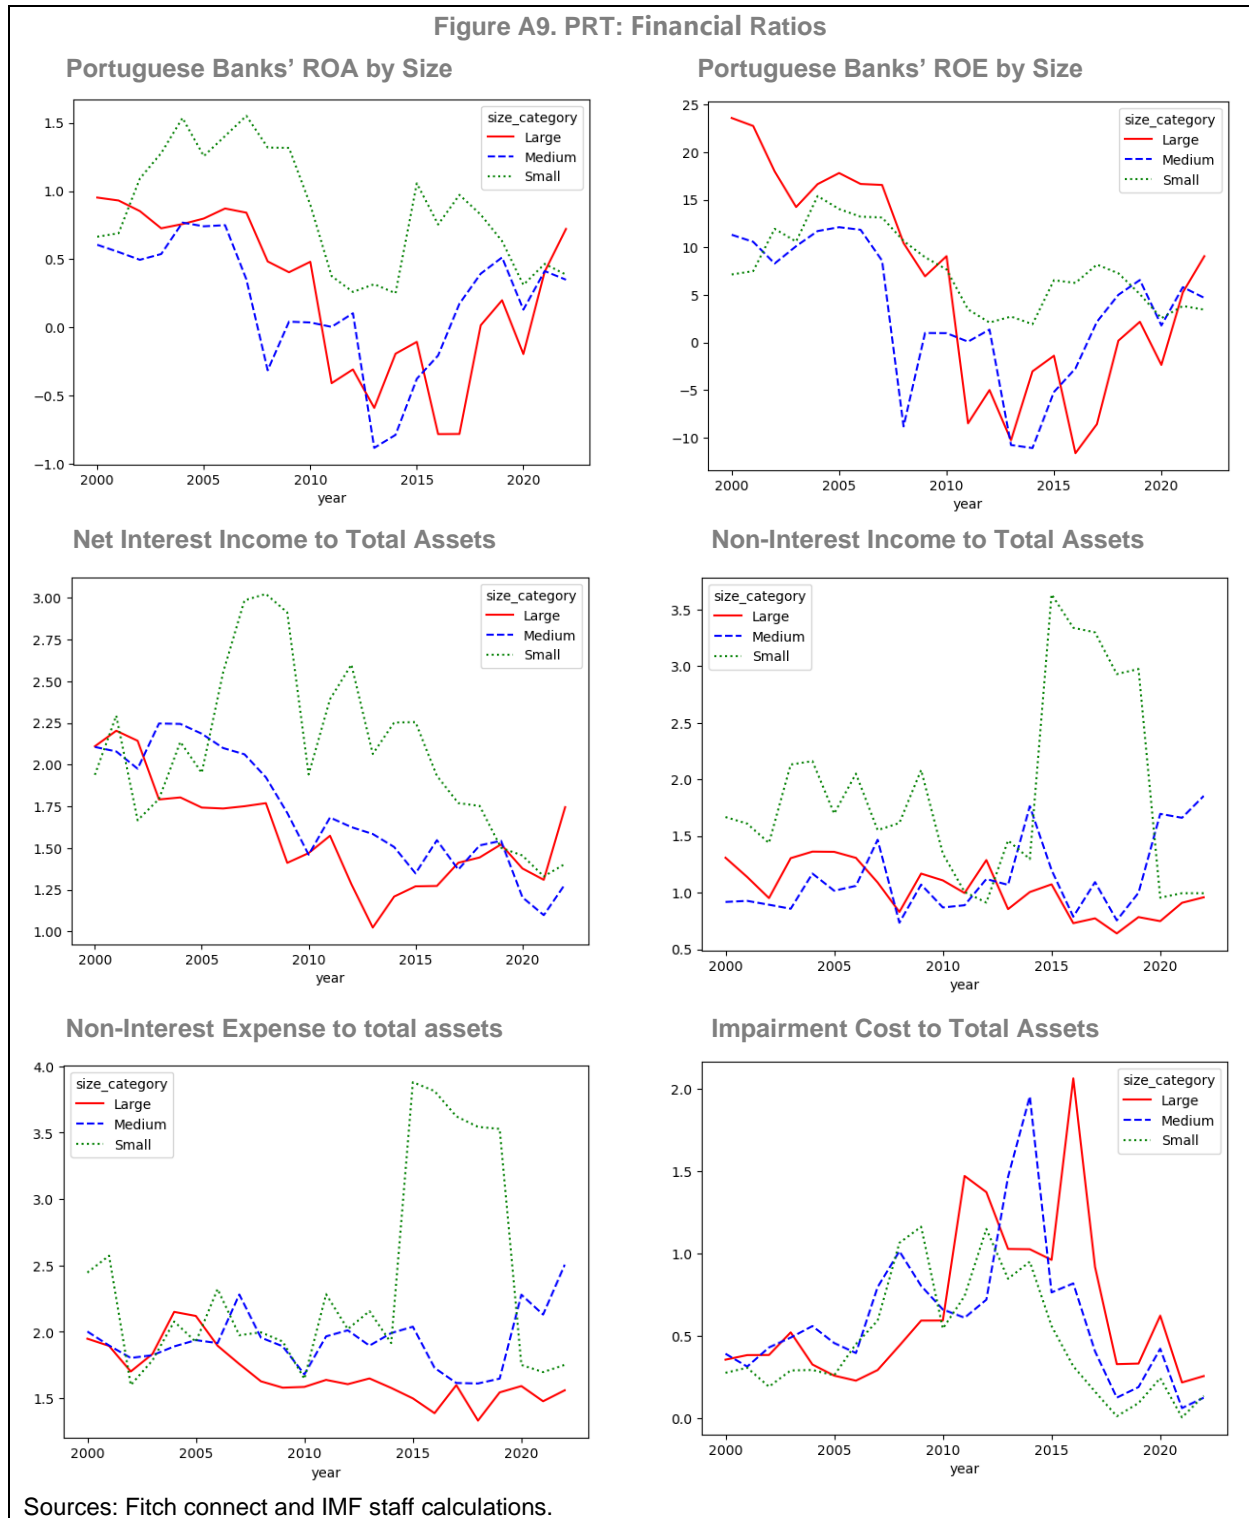 Figure A9. PRT: Financial Ratios
Portuguese Banks' ROA by Size
1.5
1.0
0.5
0.0
−0.5
−1.0
size_category
Large
Medium
Small
2000 2005 2010 2015 2020
year
Portuguese Banks' ROE by Size
25
20
15
10
5
0
−5
−10
size_category
Large
Medium
Small
2000 2005 2010 2015 2020
year
Net Interest Income to Total Assets
3.00
2.75
2.50
2.25
2.00
1.75
1.50
1.25
1.00
size_category
Large
Medium
Small
2000 2005 2010 2015 2020
year
Non-Interest Income to Total Assets
3.5
3.0
2.5
2.0
1.5
1.0
0.5
size_category
Large
Medium
Small
2000 2005 2010 2015 2020
year
Non-Interest Expense to total assets
4.0
3.5
3.0
2.5
2.0
1.5
size_category
Large
Medium
Small
2000 2005 2010 2015 2020
year
Impairment Cost to Total Assets
2.0
1.5
1.0
0.5
0.0
size_category
Large
Medium
Small
2000 2005 2010 2015 2020
year
Sources: Fitch connect and IMF staff calculations.